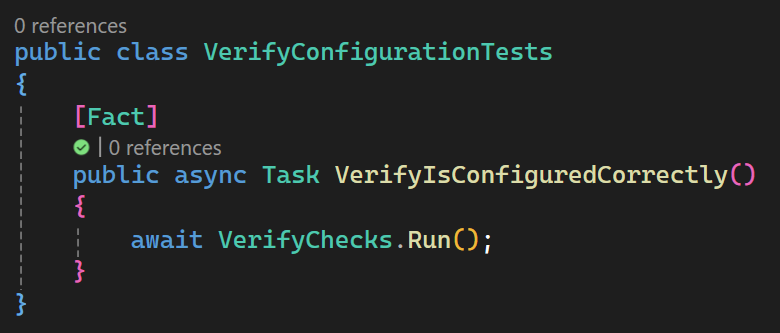 0 references
public class VerifyConfigurationTests
{
[Fact]
| 0 references
public async Task VerifyIsConfiguredCorrectly()
{
await VerifyChecks.Run();
}
}